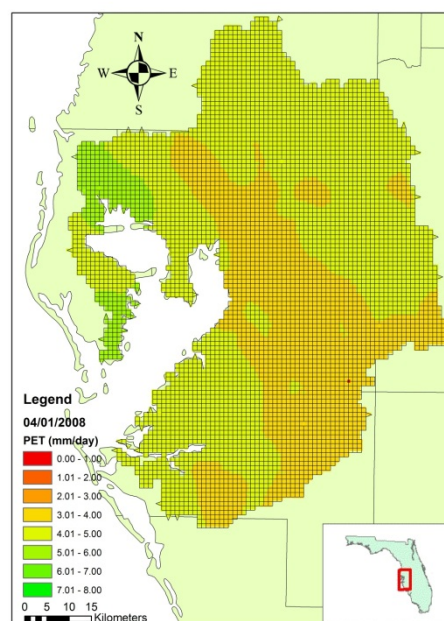 N
W E
S
Legend
04/01/2008
PET (mm/day)
0.00 - 1.00
1.01 - 2.00
2.01 - 3.00
3.01 - 4.00
4.01 - 5.00
5.01 - 6.00
6.01 - 7.00
7.01 - 8.00
0 5 10 15
Kilometers